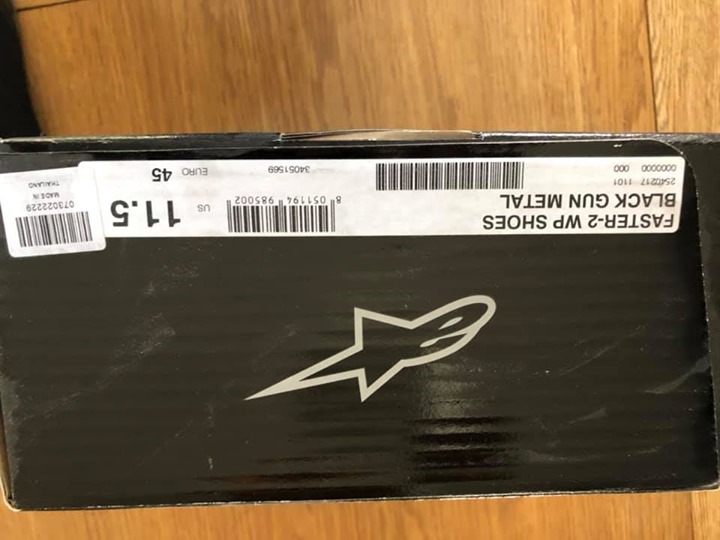 FASTER-2 WP SHOES
BLACK GUN METAL
2540217 1101
0000000 000
8 051194 985002
34051569
US 11.5
EURO 45
0730222229
MADE IN
THAILAND